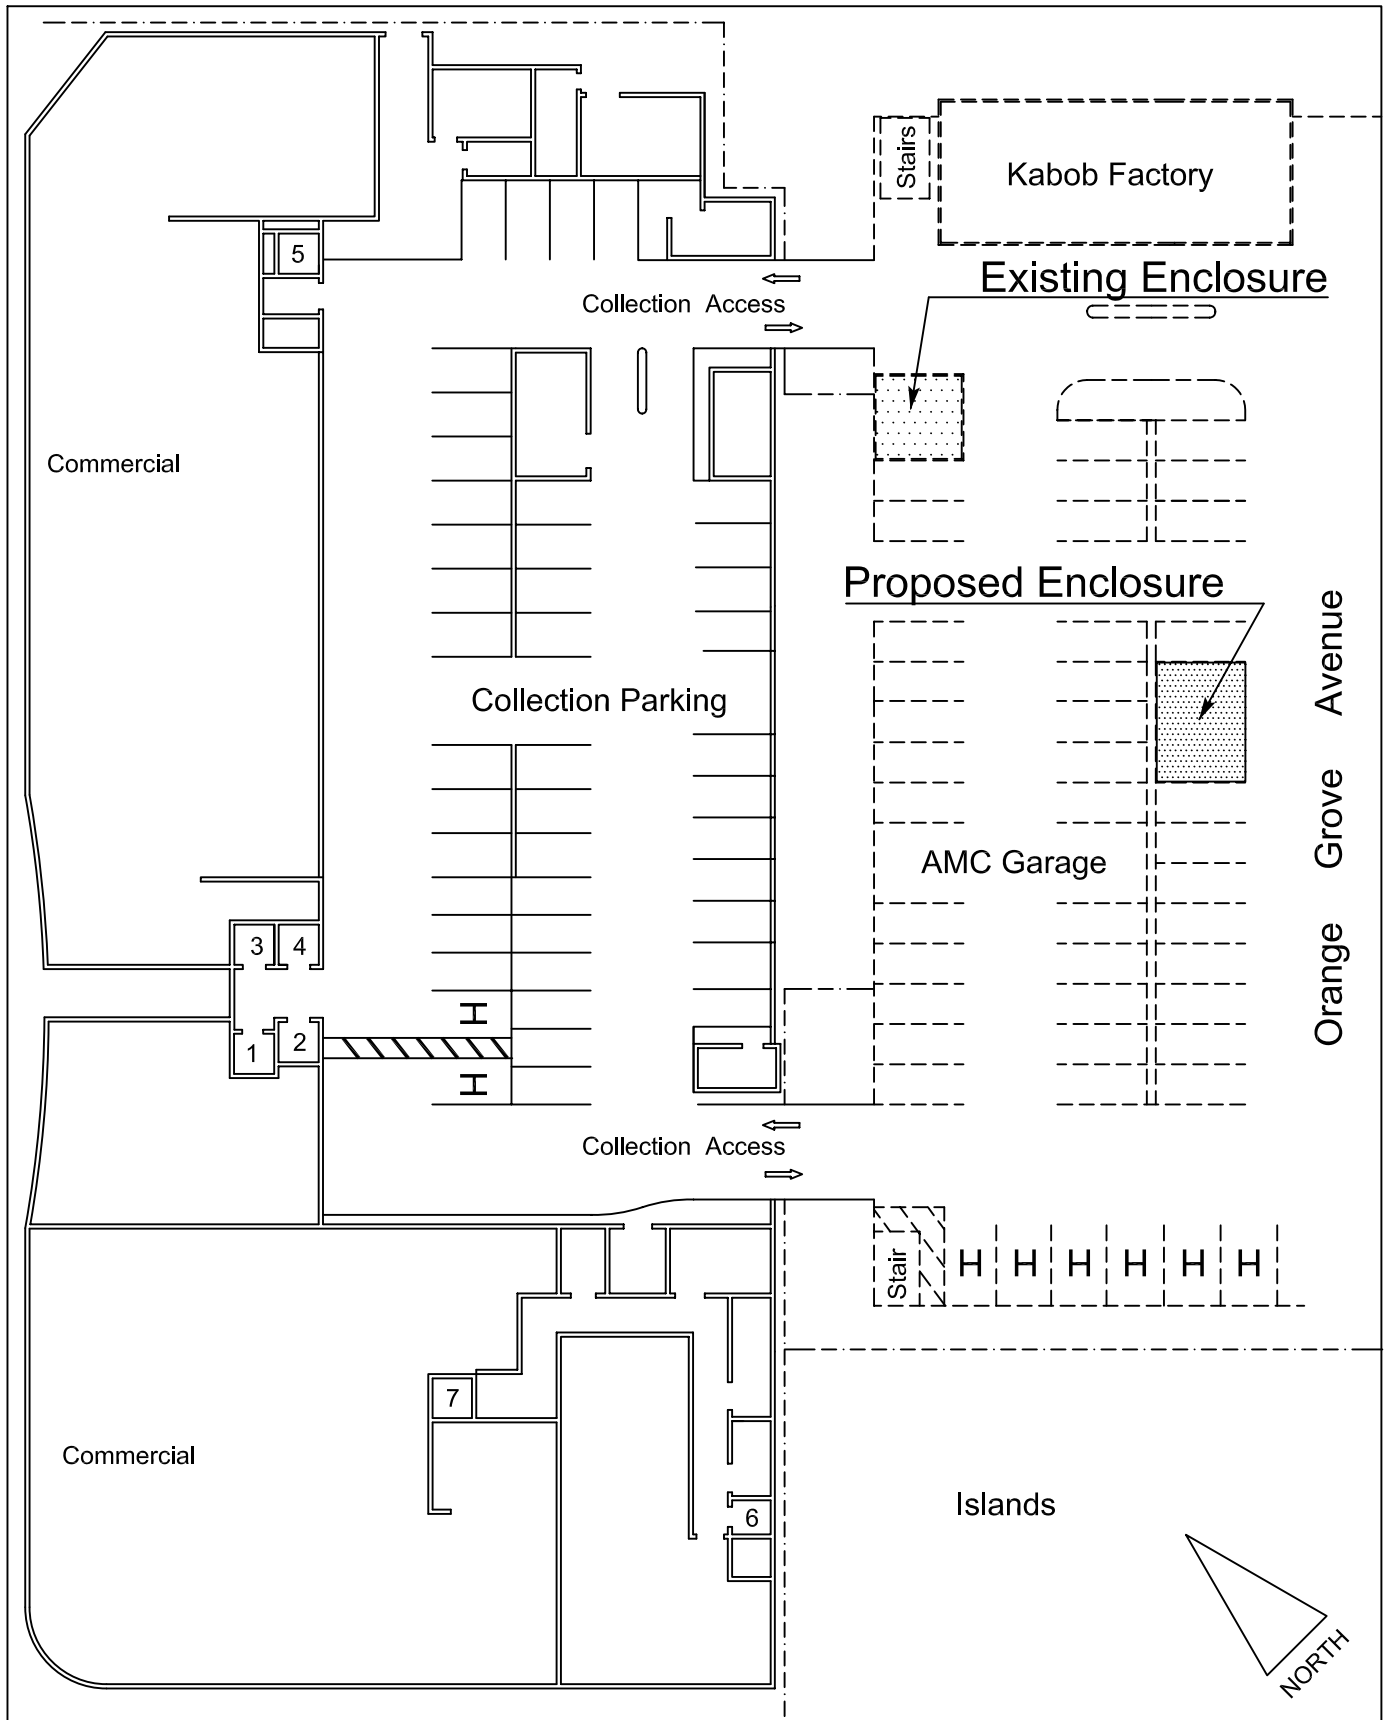 Stairs
Kabob Factory
5
Existing Enclosure
Collection Access
Commercial
Proposed Enclosure
Collection Parking
AMC Garage
Orange Grove Avenue
3
4
H
1
2
H
Collection Access
Stair
H
H
H
H
H
H
7
Commercial
6
Islands
NORTH